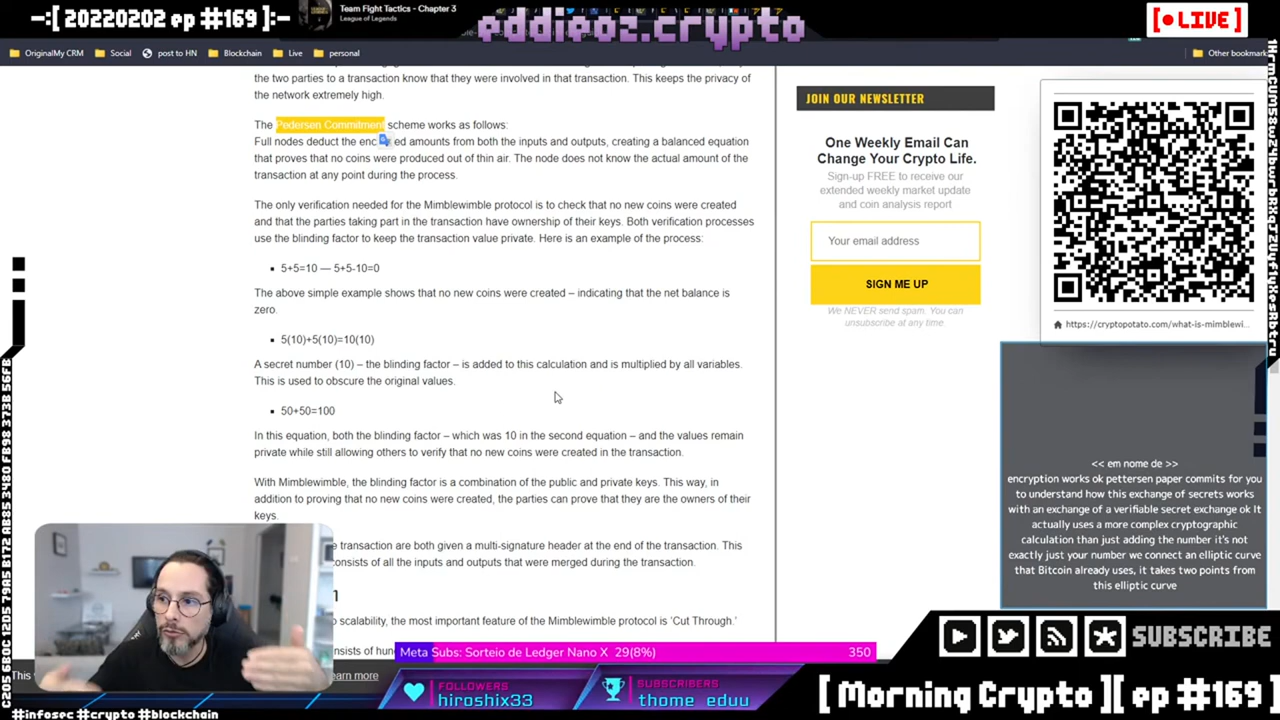 -:[ 20220202 ep #169 ]:-
Team Fight Tactics - Chapter 3
League of Legends
eddieoz.crypto
[ LIVE ]
OriginalMy CRM
Social
post to HN
Blockchain
Live
personal
Other bookmark
the two parties to a transaction know that they were involved in that transaction. This keeps the privacy of
the network extremely high.
The Pedersen Commitment scheme works as follows:
Full nodes deduct the enc ed amounts from both the inputs and outputs, creating a balanced equation
that proves that no coins were produced out of thin air. The node does not know the actual amount of the
transaction at any point during the process.
The only verification needed for the Mimblewimble protocol is to check that no new coins were created
and that the parties taking part in the transaction have ownership of their keys. Both verification processes
use the blinding factor to keep the transaction value private. Here is an example of the process:
5+5=10 — 5+5-10=0
The above simple example shows that no new coins were created – indicating that the net balance is
zero.
5(10)+5(10)=10(10)
A secret number (10) – the blinding factor – is added to this calculation and is multiplied by all variables.
This is used to obscure the original values.
50+50=100
In this equation, both the blinding factor – which was 10 in the second equation – and the values remain
private while still allowing others to verify that no new coins were created in the transaction.
With Mimblewimble, the blinding factor is a combination of the public and private keys. This way, in
addition to proving that no new coins were created, the parties can prove that they are the owners of their
keys.
e transaction are both given a multi-signature header at the end of the transaction. This
onsists of all the inputs and outputs that were merged during the transaction.
o scalability, the most important feature of the Mimblewimble protocol is 'Cut Through.'
This
earn more
JOIN OUR NEWSLETTER
One Weekly Email Can
Change Your Crypto Life.
Sign-up FREE to receive our
extended weekly market update
and coin analysis report
Your email address
SIGN ME UP
We NEVER send spam. You can
unsubscribe at any time.
https://cryptopotato.com/what-is-mimblewi...
<< em nome de >>
encryption works ok pettersen paper commits for you
to understand how this exchange of secrets works
with an exchange of a verifiable secret exchange ok It
actually uses a more complex cryptographic
calculation than just adding the number it's not
exactly just your number we connect an elliptic curve
that Bitcoin already uses, it takes two points from
this elliptic curve
SUBSCRIBE
Meta Subs: Sorteio de Ledger Nano X 29(8%)
350
FOLLOWERS
hiroshix33
SUBSCRIBERS
thome_eduu
[ Morning Crypto ][ ep #169 ]
#infosec #crypto #blockchain